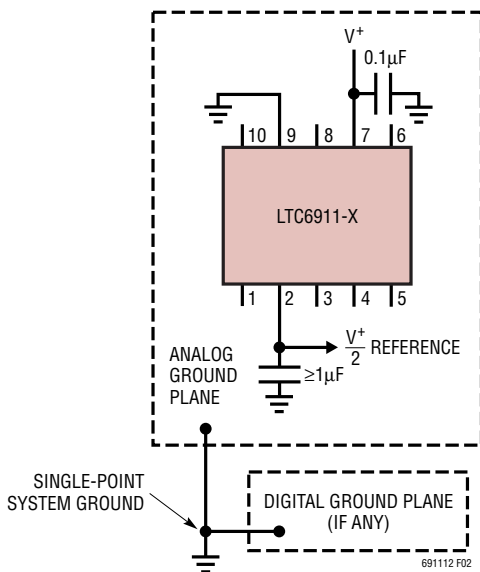 V+
0.1µF
10
9
8
7
6
LTC6911-X
1
2
3
4
5
V+
2
REFERENCE
≥1µF
ANALOG
GROUND
PLANE
SINGLE-POINT
SYSTEM GROUND
DIGITAL GROUND PLANE
(IF ANY)
691112 F02